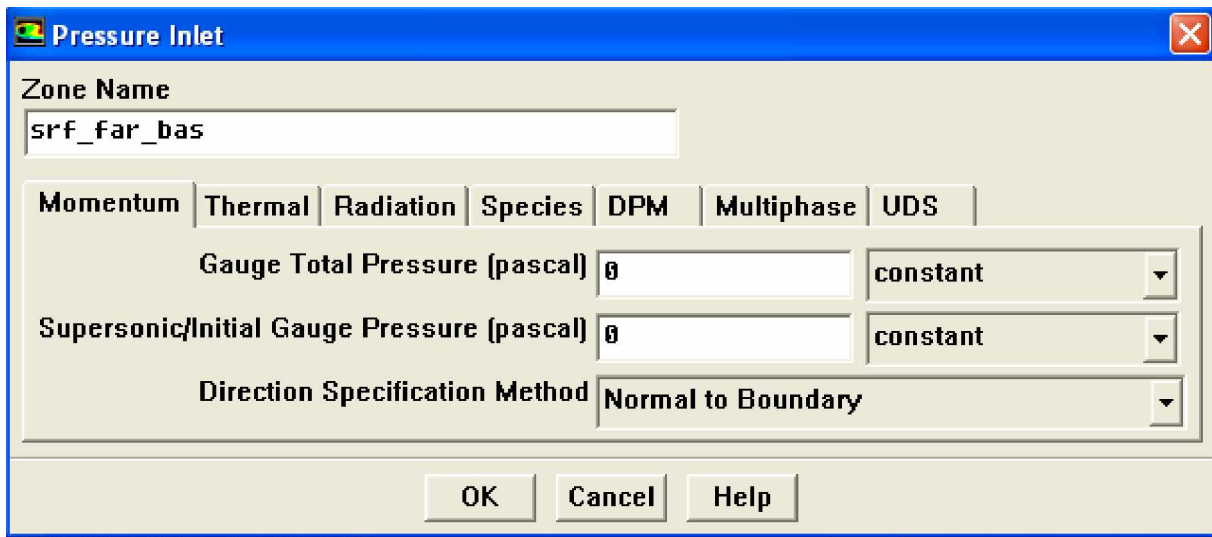 Pressure Inlet
Zone Name
srf_far_bas
Momentum Thermal Radiation Species DPM Multiphase UDS
Gauge Total Pressure (pascal) 0 constant
Supersonic/Initial Gauge Pressure (pascal) 0 constant
Direction Specification Method Normal to Boundary
OK Cancel Help